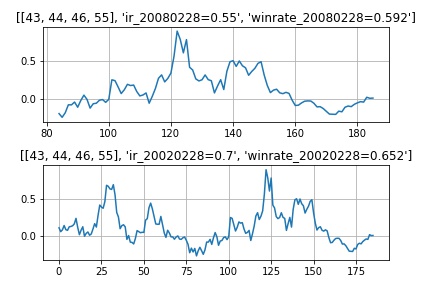 [[43, 44, 46, 55], 'ir_20080228=0.55', 'winrate_20080228=0.592']
0.5
0.0
80 100 120 140 160 180
[[43, 44, 46, 55], 'ir_20020228=0.7', 'winrate_20020228=0.652']
0.5
0.0
0 25 50 75 100 125 150 175